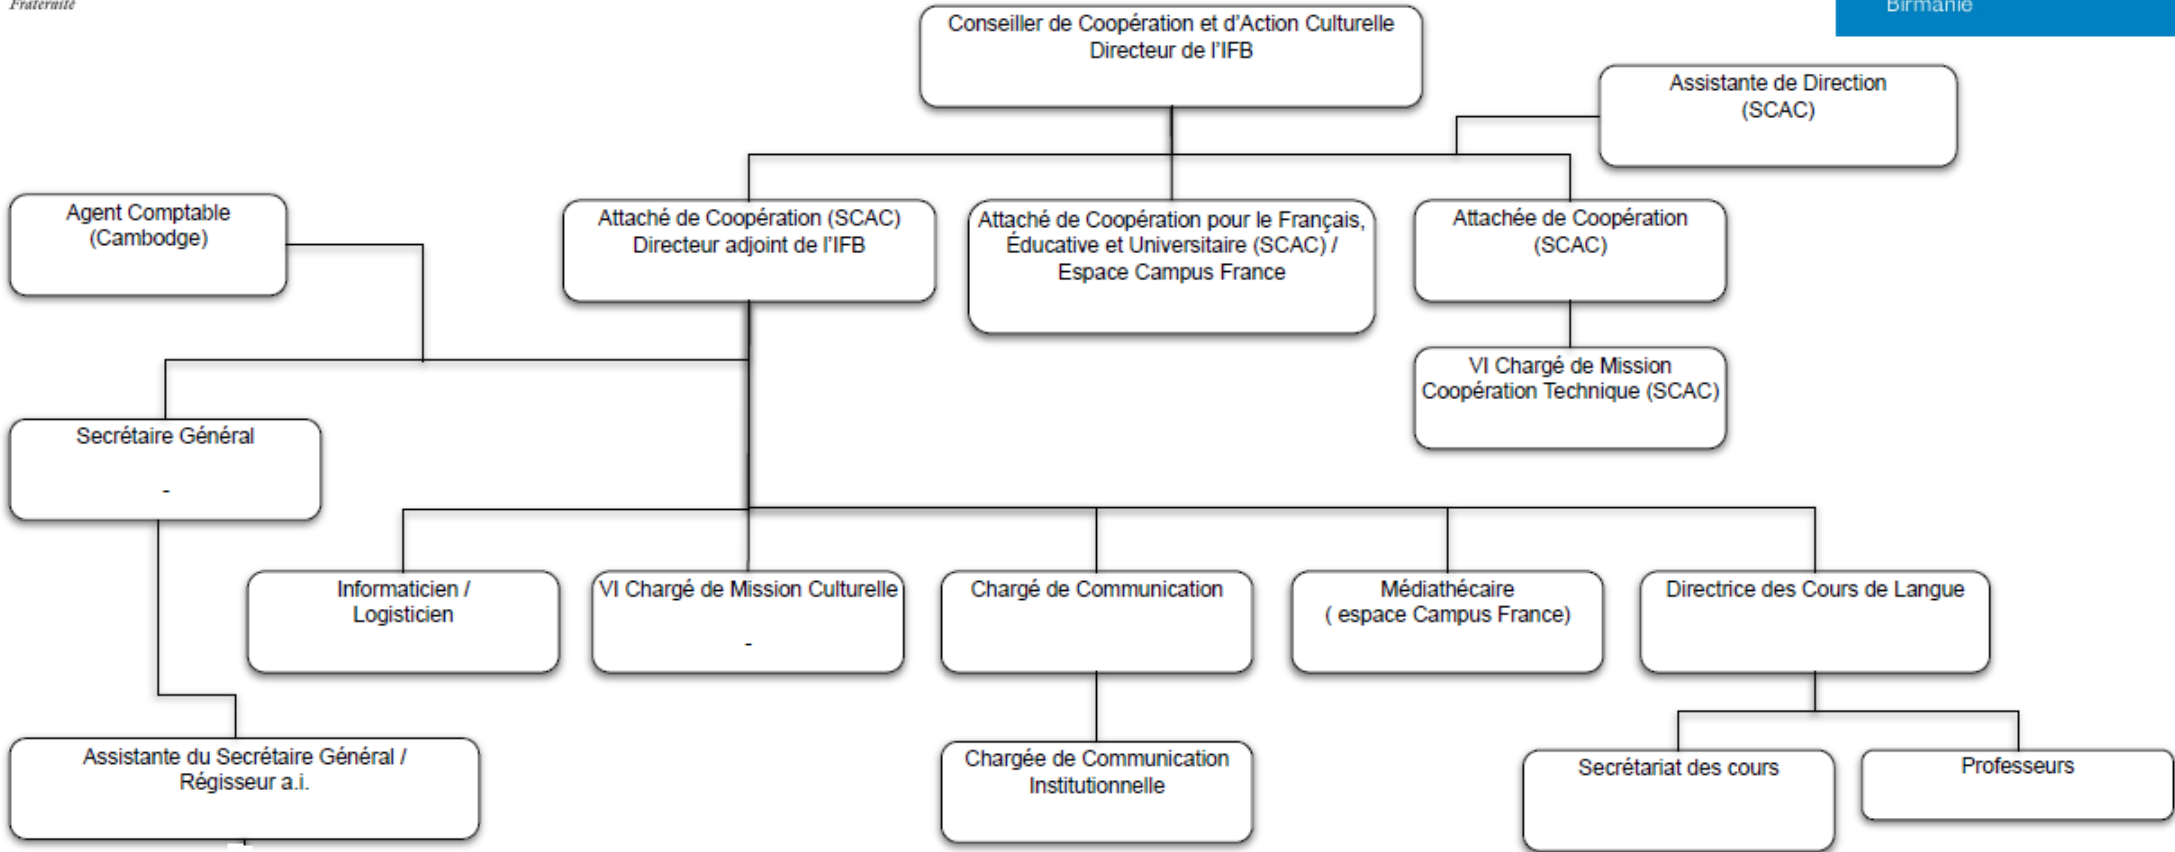 Fraternité
Birmanie
Conseiller de Coopération et d'Action Culturelle
Directeur de l'IFB
Assistante de Direction
(SCAC)
Agent Comptable
(Cambodge)
Attaché de Coopération (SCAC)
Directeur adjoint de l'IFB
Attaché de Coopération pour le Français,
Éducative et Universitaire (SCAC) /
Espace Campus France
Attachée de Coopération
(SCAC)
VI Chargé de Mission
Coopération Technique (SCAC)
Secrétaire Général
-
Informaticien /
Logisticien
VI Chargé de Mission Culturelle
-
Chargé de Communication
Médiathécaire
( espace Campus France)
Directrice des Cours de Langue
Assistante du Secrétaire Général /
Régisseur a.i.
Chargée de Communication
Institutionnelle
Secrétariat des cours
Professeurs